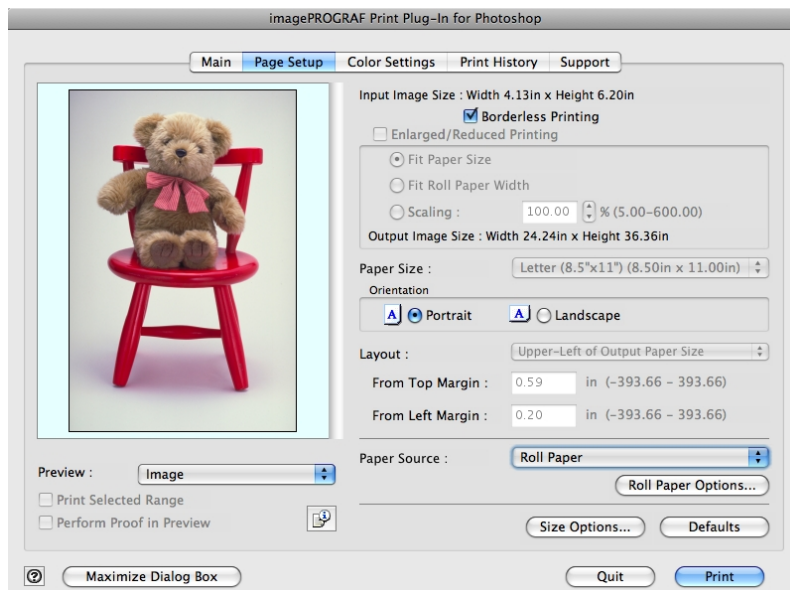 imagePROGRAF Print Plug-In for Photoshop
Main Page Setup Color Settings Print History Support
Input Image Size : Width 4.13in x Height 6.20in
Borderless Printing
Enlarged/Reduced Printing
Fit Paper Size
Fit Roll Paper Width
Scaling : 100.00 % (5.00-600.00)
Output Image Size : Width 24.24in x Height 36.36in
Paper Size : Letter (8.5"x11") (8.50in x 11.00in)
Orientation
A Portrait A Landscape
Layout : Upper-Left of Output Paper Size
From Top Margin : 0.59 in (-393.66 - 393.66)
From Left Margin : 0.20 in (-393.66 - 393.66)
Paper Source : Roll Paper
Roll Paper Options...
Preview : Image
Print Selected Range
Perform Proof in Preview
Size Options... Defaults
? Maximize Dialog Box Quit Print